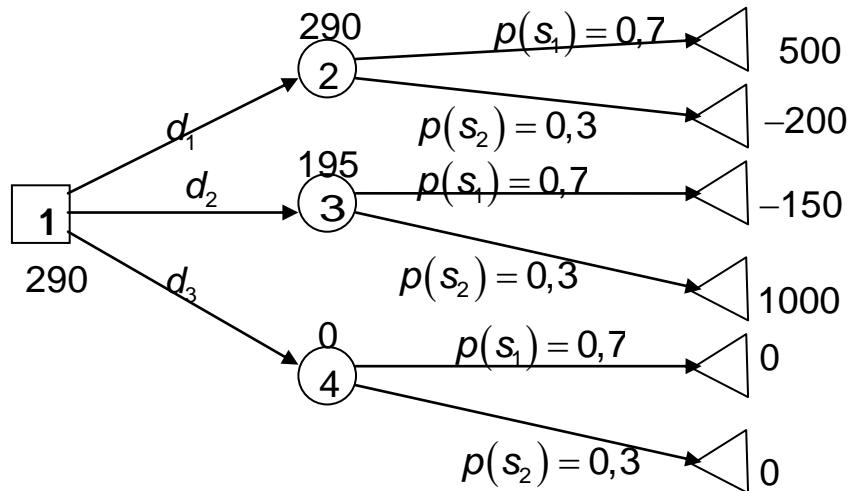 290
p(s₁) = 0,7
500
2
d₁
p(s₂) = 0,3
−200
195
p(s₁) = 0,7
d₂
1
3
−150
290
d₃
p(s₂) = 0,3
1000
0
p(s₁) = 0,7
0
4
p(s₂) = 0,3
0